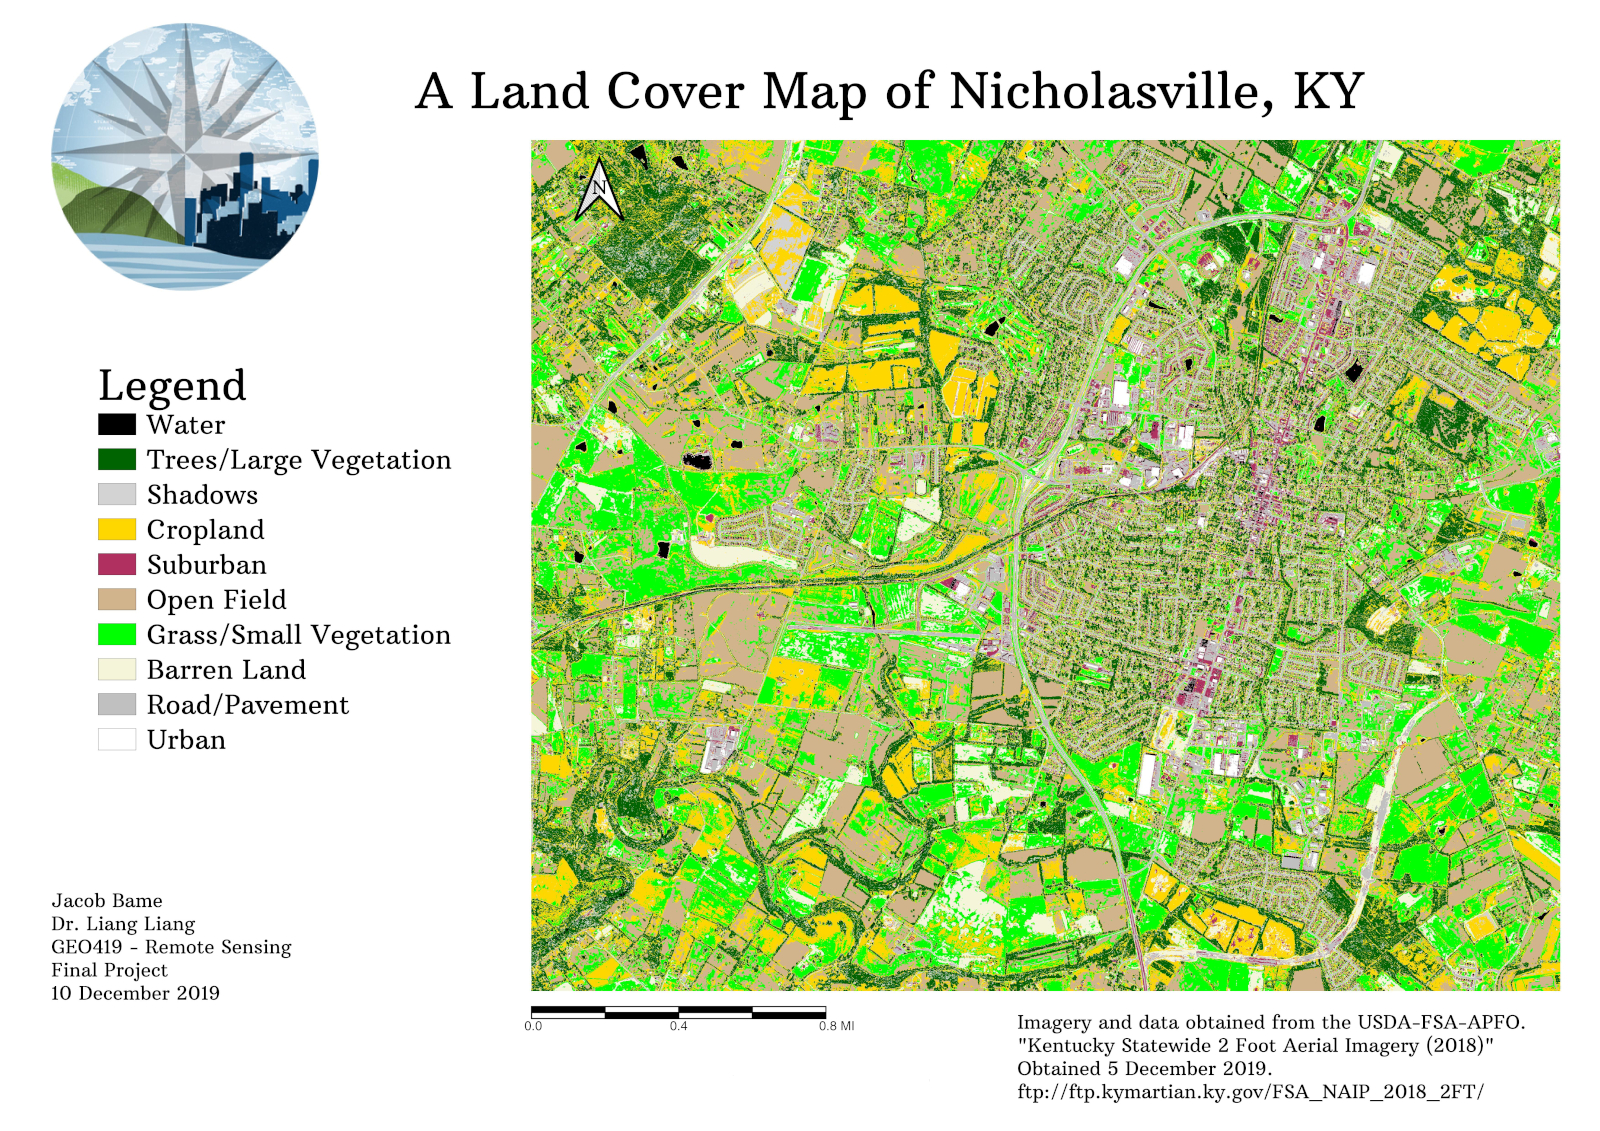 A Land Cover Map of Nicholasville, KY
N
Legend
Water
Trees/Large Vegetation
Shadows
Cropland
Suburban
Open Field
Grass/Small Vegetation
Barren Land
Road/Pavement
Urban
Jacob Bame
Dr. Liang Liang
GEO419 - Remote Sensing
Final Project
10 December 2019
0.0 0.4 0.8 MI
Imagery and data obtained from the USDA-FSA-APFO.
"Kentucky Statewide 2 Foot Aerial Imagery (2018)"
Obtained 5 December 2019.
ftp://ftp.kymartian.ky.gov/FSA_NAIP_2018_2FT/